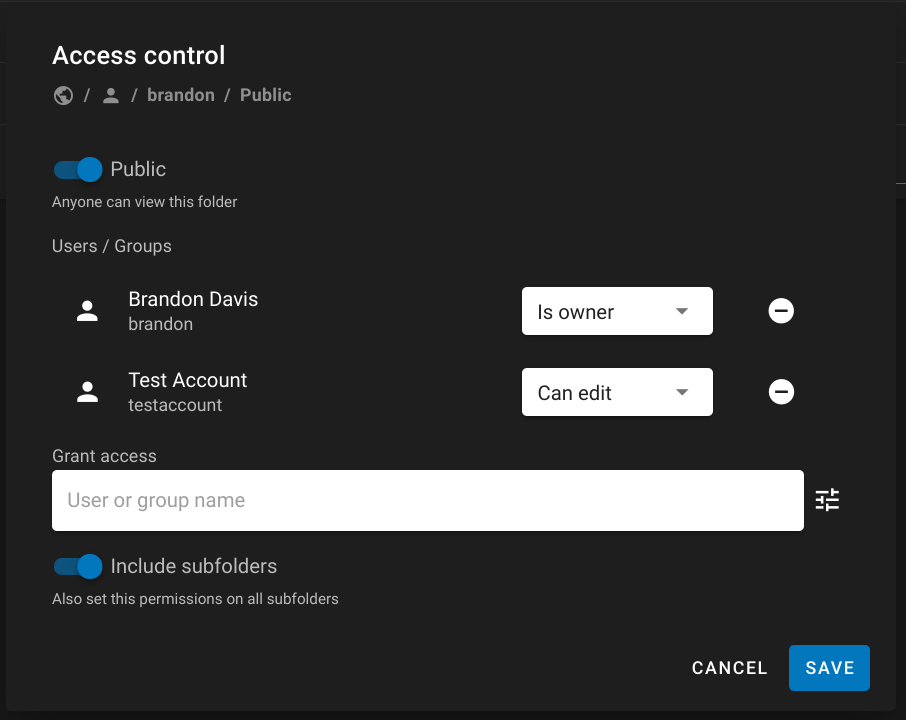 Access control
/ / brandon / Public
Public
Anyone can view this folder
Users / Groups
Brandon Davis
brandon
Is owner
Test Account
testaccount
Can edit
Grant access
User or group name
Include subfolders
Also set this permissions on all subfolders
CANCEL SAVE